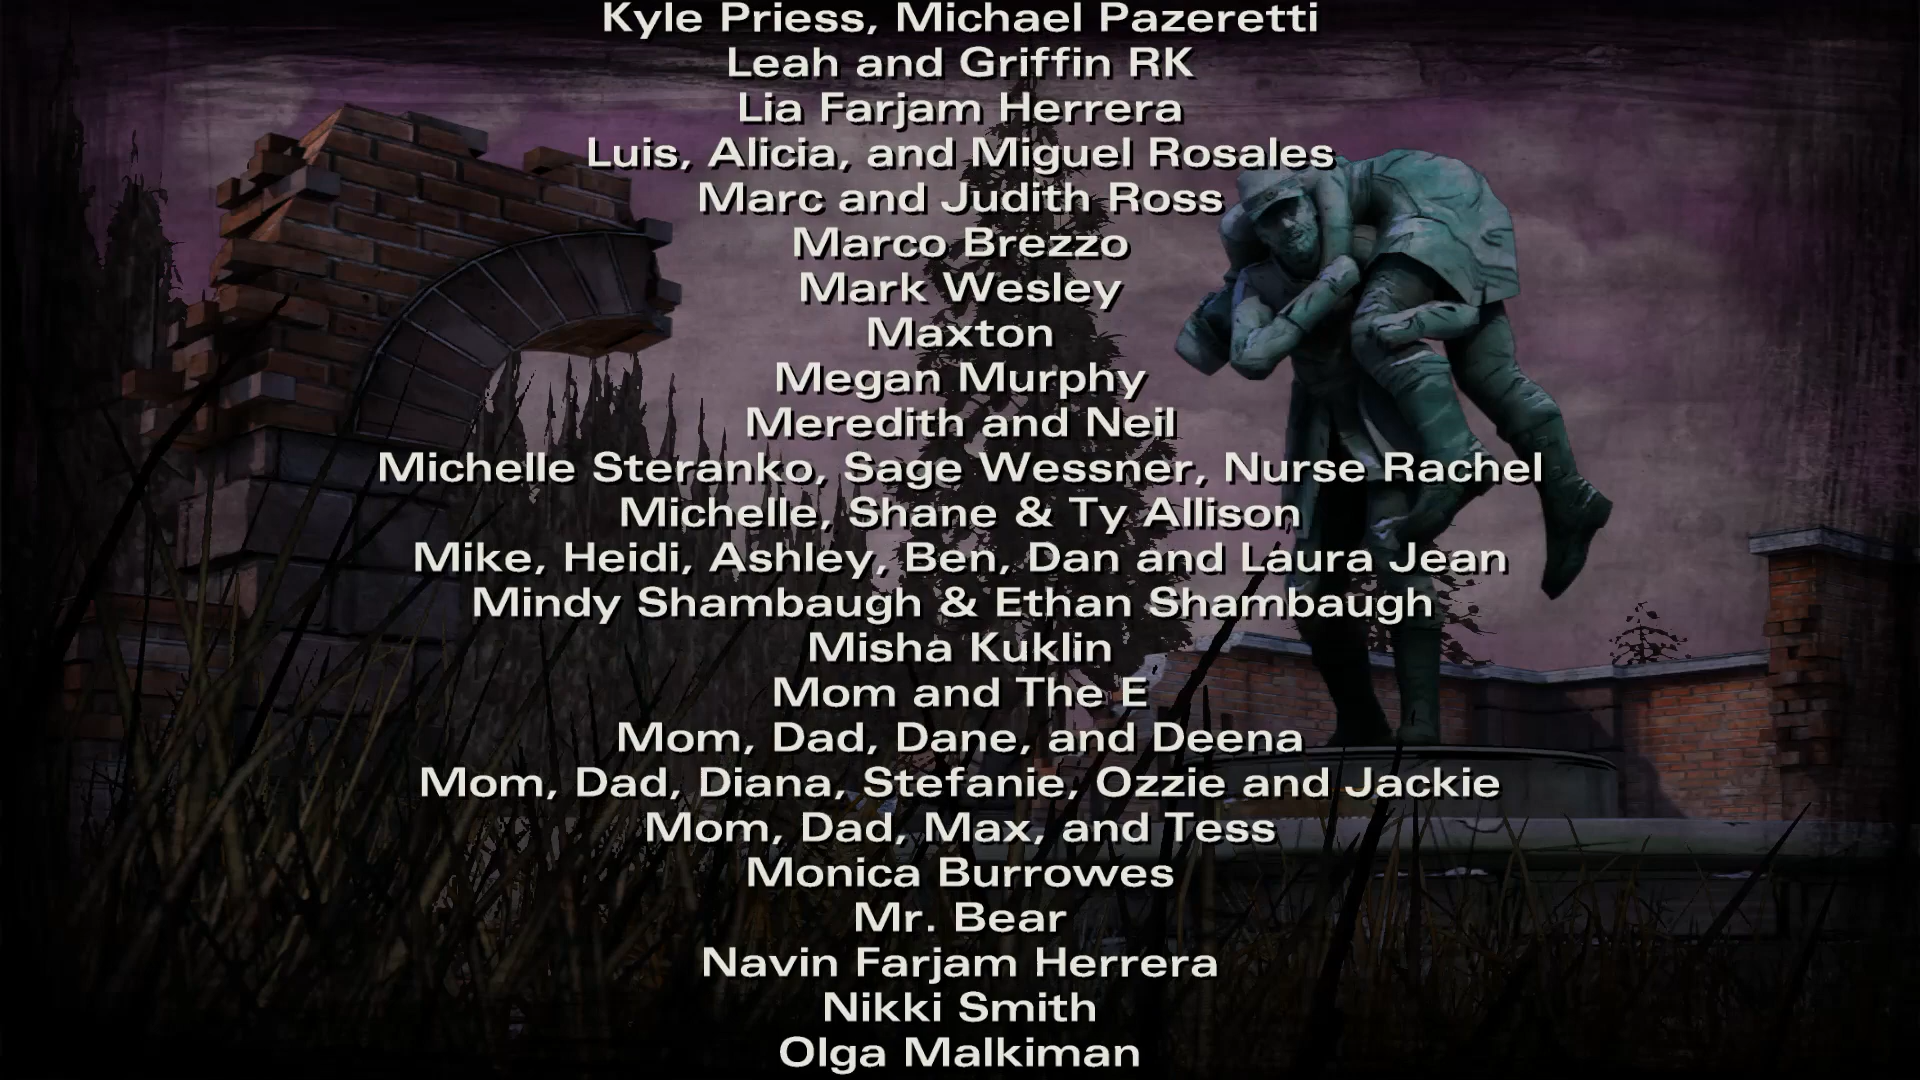 Kyle Priess, Michael Pazeretti
Leah and Griffin RK
Lia Farjam Herrera
Luis, Alicia, and Miguel Rosales
Marc and Judith Ross
Marco Brezzo
Mark Wesley
Maxton
Megan Murphy
Meredith and Neil
Michelle Steranko, Sage Wessner, Nurse Rachel
Michelle, Shane & Ty Allison
Mike, Heidi, Ashley, Ben, Dan and Laura Jean
Mindy Shambaugh & Ethan Shambaugh
Misha Kuklin
Mom and The E
Mom, Dad, Dane, and Deena
Mom, Dad, Diana, Stefanie, Ozzie and Jackie
Mom, Dad, Max, and Tess
Monica Burrowes
Mr. Bear
Navin Farjam Herrera
Nikki Smith
Olga Malkiman